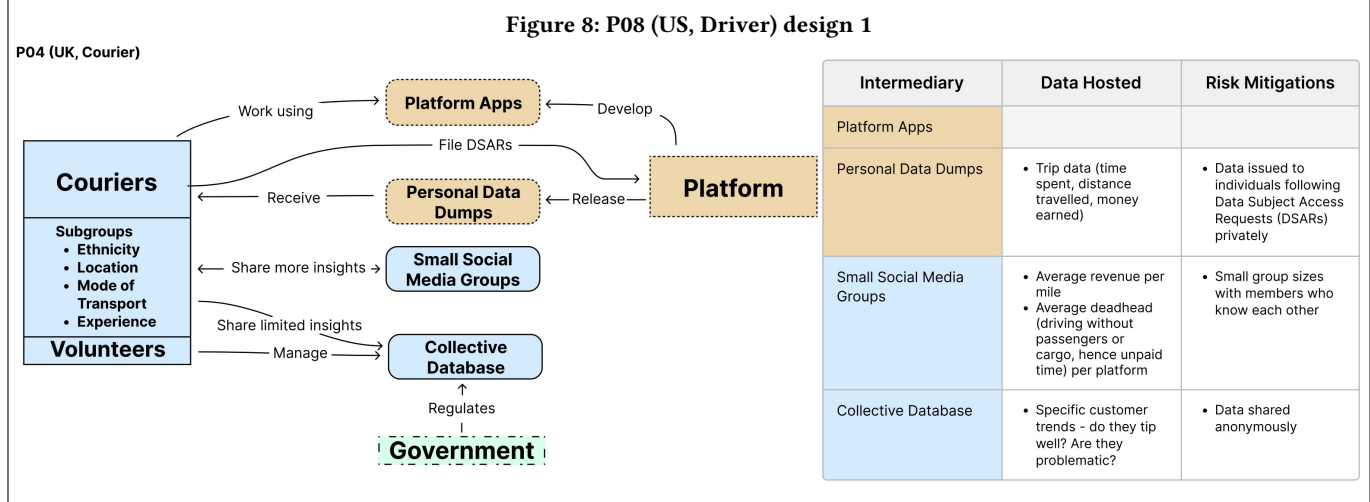 Figure 8: P08 (US, Driver) design 1
P04 (UK, Courier)
Work using
Platform Apps
Develop
File DSARs
Couriers
Platform
Receive
Personal Data
Dumps
Release
Subgroups
• Ethnicity
• Location
• Mode of
Transport
• Experience
Share more insights
Small Social
Media Groups
Share limited insights
Volunteers
Manage
Collective
Database
Regulates
Government
Intermediary
Data Hosted
Risk Mitigations
Platform Apps
Personal Data Dumps
• Trip data (time
spent, distance
travelled, money
earned)
• Data issued to
individuals following
Data Subject Access
Requests (DSARs)
privately
Small Social Media
Groups
• Average revenue per
mile
• Average deadhead
(driving without
passengers or
cargo, hence unpaid
time) per platform
• Small group sizes
with members who
know each other
Collective Database
• Specific customer
trends - do they tip
well? Are they
problematic?
• Data shared
anonymously